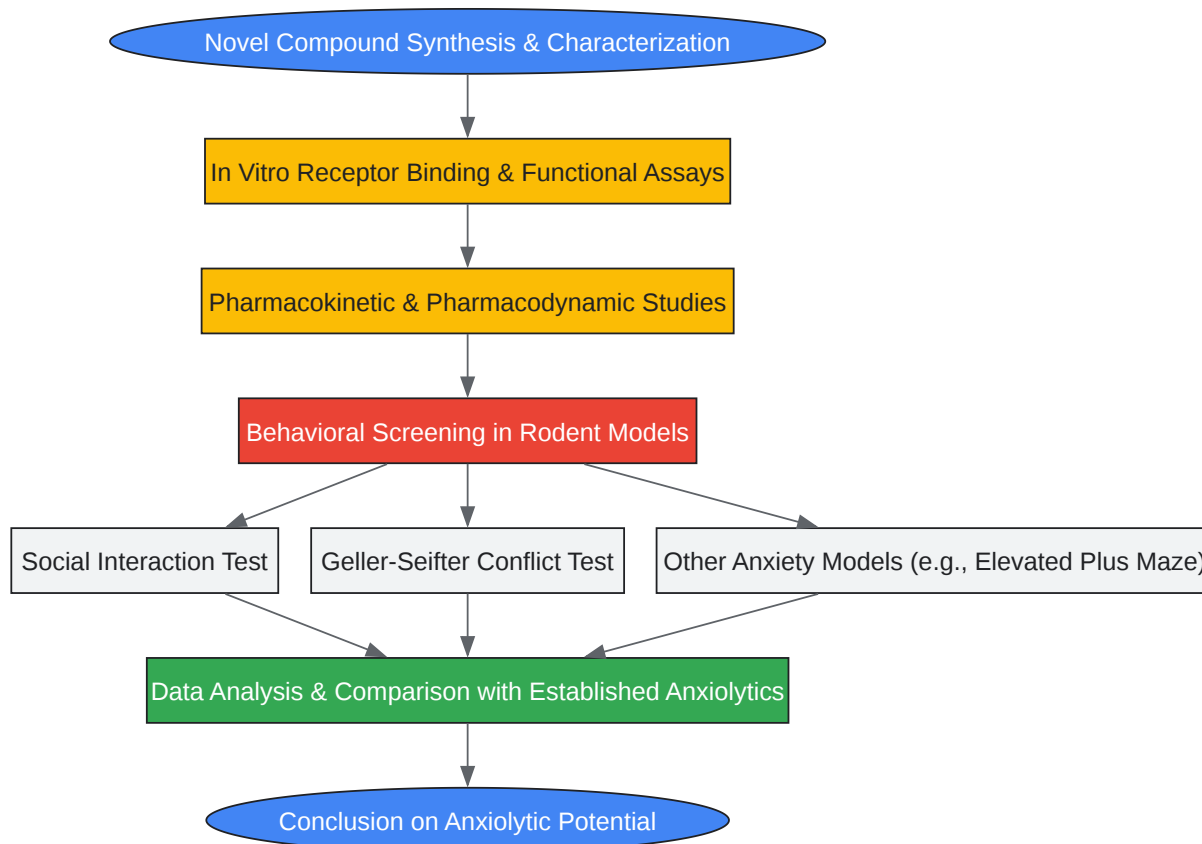 Novel Compound Synthesis & Characterization
In Vitro Receptor Binding & Functional Assays
Pharmacokinetic & Pharmacodynamic Studies
Behavioral Screening in Rodent Models
Social Interaction Test
Geller-Seifter Conflict Test
Other Anxiety Models (e.g., Elevated Plus Maze)
Data Analysis & Comparison with Established Anxiolytics
Conclusion on Anxiolytic Potential